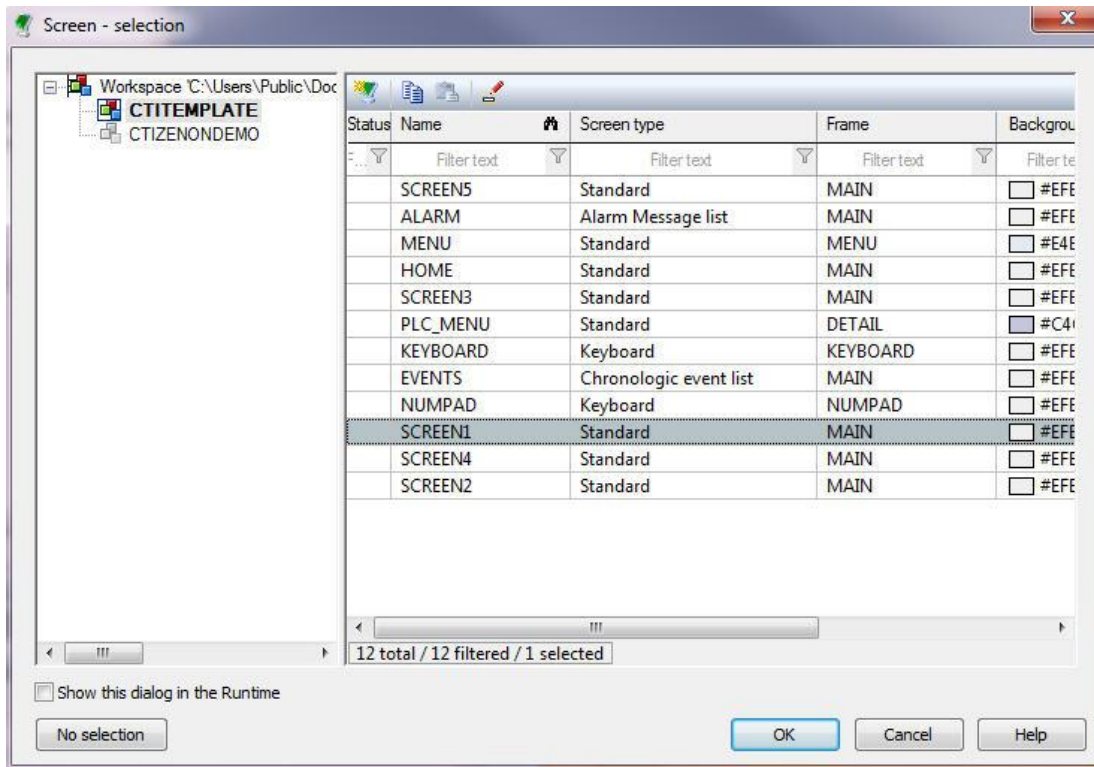 Screen - selection
Workspace 'C:\Users\Public\Doc
CTITEMPLATE
CTIZENONDEMO
Status Name Screen type Frame Backgrou
F... Filter text Filter text Filter text Filter te
SCREEN5 Standard MAIN #EFE
ALARM Alarm Message list MAIN #EFE
MENU Standard MENU #E4E
HOME Standard MAIN #EFE
SCREEN3 Standard MAIN #EFE
PLC_MENU Standard DETAIL #C4
KEYBOARD Keyboard KEYBOARD #EFE
EVENTS Chronologic event list MAIN #EFE
NUMPAD Keyboard NUMPAD #EFE
SCREEN1 Standard MAIN #EFE
SCREEN4 Standard MAIN #EFE
SCREEN2 Standard MAIN #EFE
12 total / 12 filtered / 1 selected
Show this dialog in the Runtime
No selection OK Cancel Help